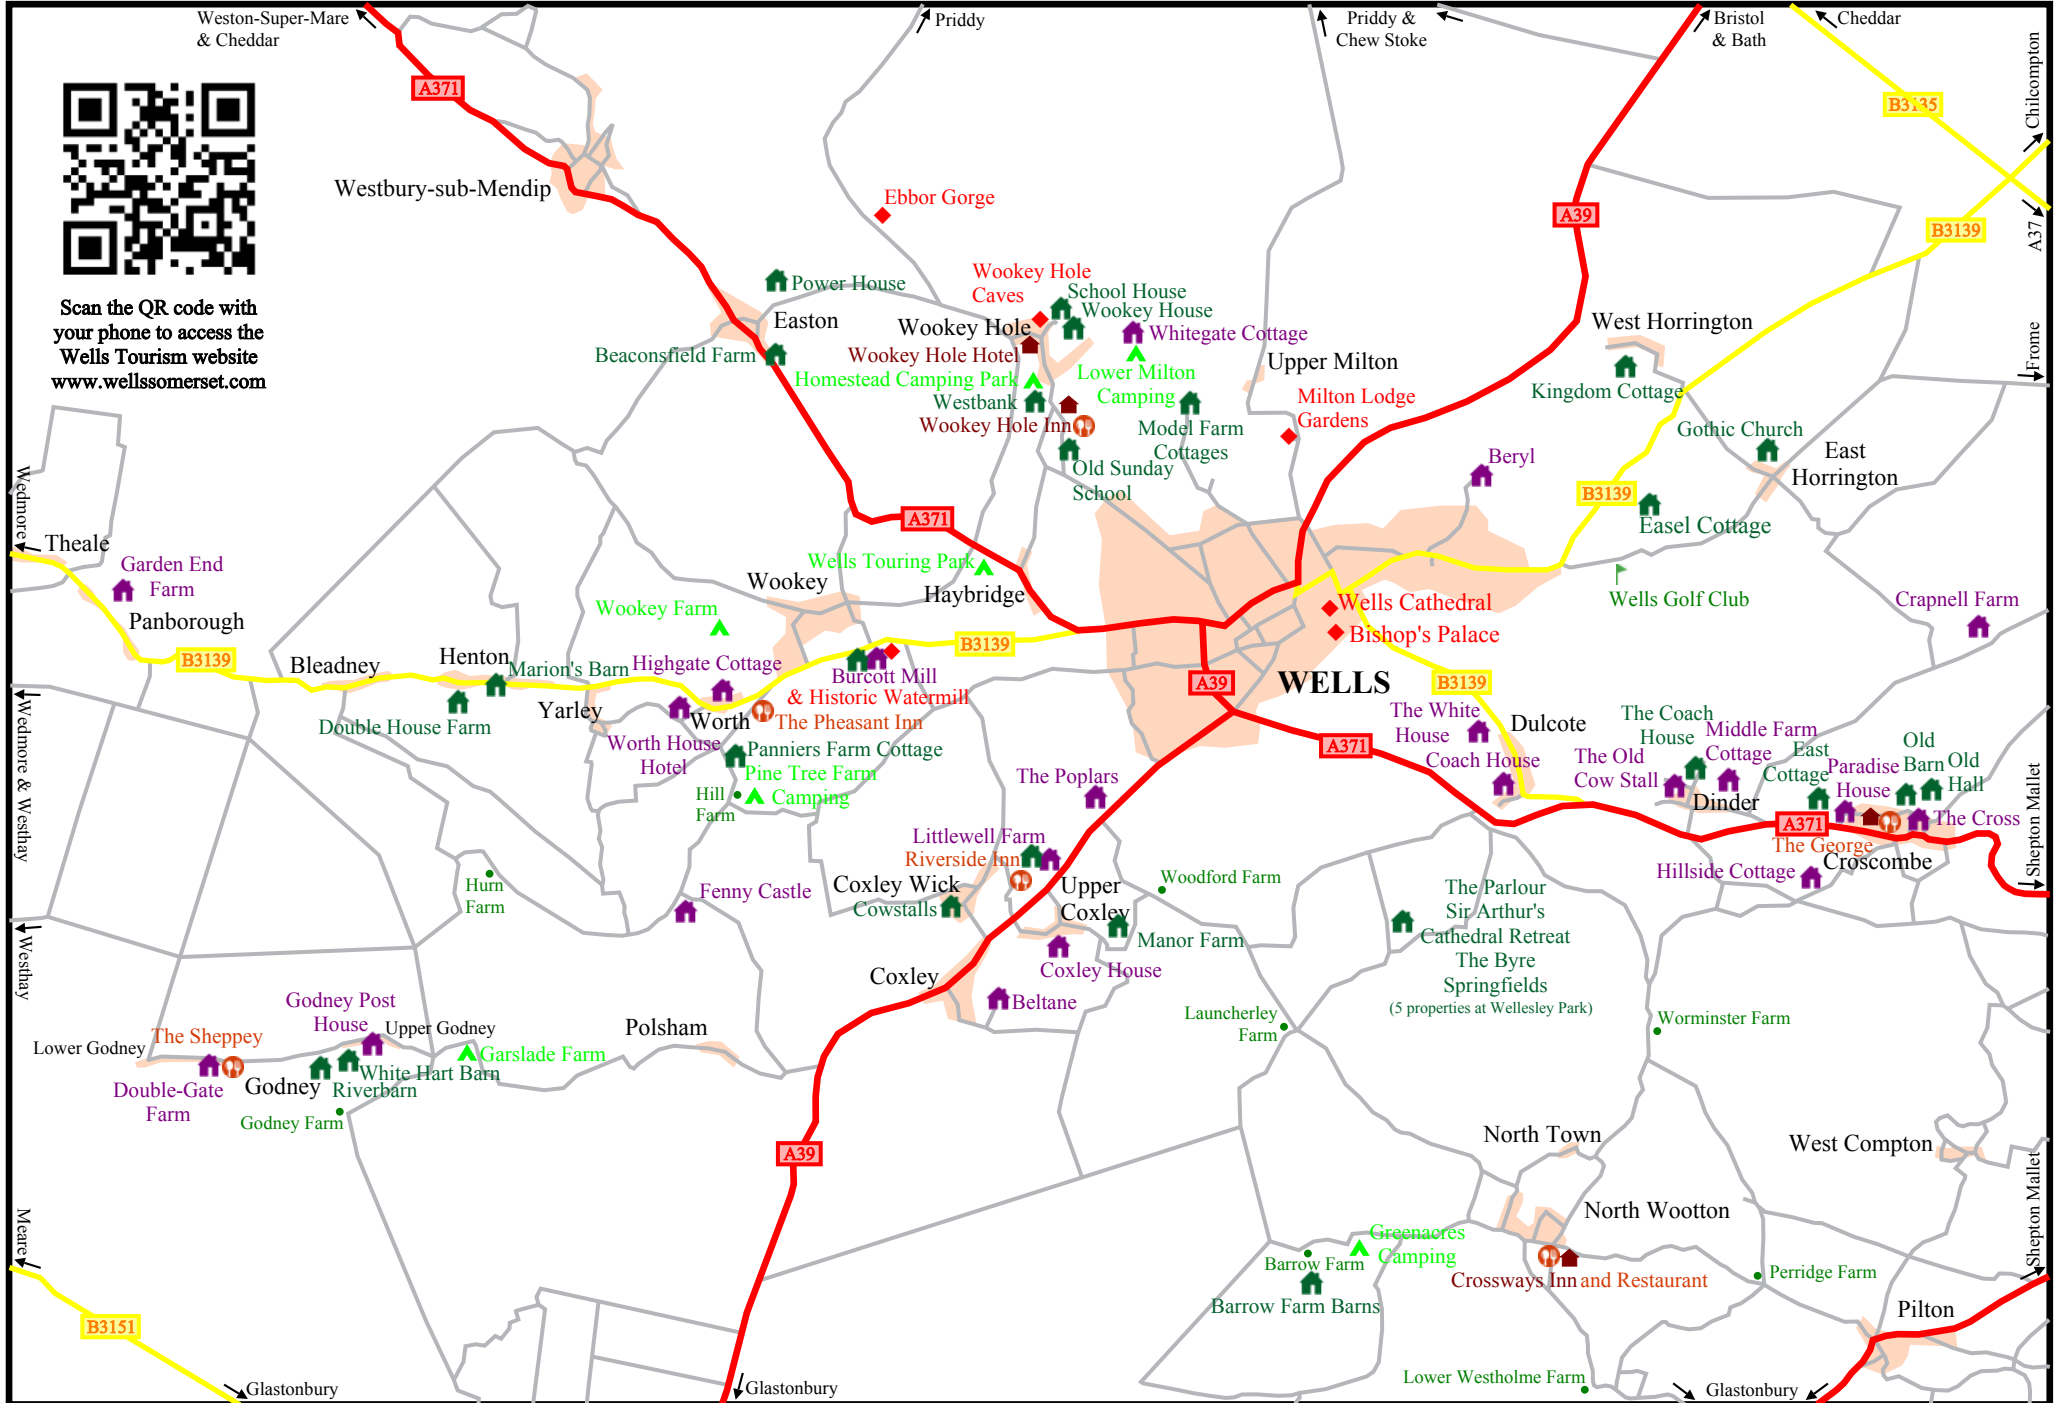 Weston-Super-Mare
& Cheddar
Priddy
Priddy &
Chew Stoke
Bristol
& Bath
Cheddar
A371
B3135
Chilcompton
Westbury-sub-Mendip
Ebbor Gorge
A39
B3139
A37
Scan the QR code with
your phone to access the
Wells Tourism website
www.wellssomerset.com
Power House
Easton
Beaconsfield Farm
Wookey Hole
Caves
School House
Wookey House
Wookey Hole
Whitegate Cottage
Wookey Hole Hotel
Homestead Camping Park
Lower Milton
Camping
Westbank
Wookey Hole Inn
Model Farm
Cottages
Old Sunday
School
Upper Milton
Milton Lodge
Gardens
West Horrington
Kingdom Cottage
Frome
Gothic Church
East
Horrington
Beryl
B3139
Easel Cottage
Wedmore
Theale
Garden End
Farm
Panborough
B3139
A371
Wells Touring Park
Wookey
Haybridge
Wookey Farm
Wells Golf Club
Crapnell Farm
Wells Cathedral
Bishop's Palace
WELLS
Bleadney
Henton
Marion's Barn
Highgate Cottage
B3139
Burcott Mill
& Historic Watermill
The Pheasant Inn
Double House Farm
Yarley
Worth
Worth House
Hotel
Panniers Farm Cottage
Pine Tree Farm
Camping
Hill
Farm
A39
B3139
A371
The White
House
Dulcote
Coach House
The Coach
House
Middle Farm
Cottage
The Old
Cow Stall
Dinder
East
Cottage
Paradise
House
Old
Barn
Old
Hall
The Cross
A371
The George
Croscombe
Hillside Cottage
Shepton Mallet
Wedmore & Westhay
The Poplars
Littlewell Farm
Riverside Inn
Upper
Coxley
Coxley Wick
Cowstalls
Woodford Farm
Manor Farm
Coxley House
Coxley
Beltane
Hurn
Farm
Fenny Castle
Westhay
The Parlour
Sir Arthur's
Cathedral Retreat
The Byre
Springfields
(5 properties at Wellesley Park)
Launcherley
Farm
Worminster Farm
Godney Post
House
Upper Godney
The Sheppey
Lower Godney
Double-Gate
Farm
Godney
White Hart Barn
Riverbarn
Godney Farm
Garslade Farm
Polsham
A39
North Town
West Compton
North Wootton
Greenacres
Camping
Barrow Farm
Barrow Farm Barns
Crossways Inn and Restaurant
Perridge Farm
Shepton Mallet
Pilton
Meare
B3151
Glastonbury
Glastonbury
Lower Westholme Farm
Glastonbury